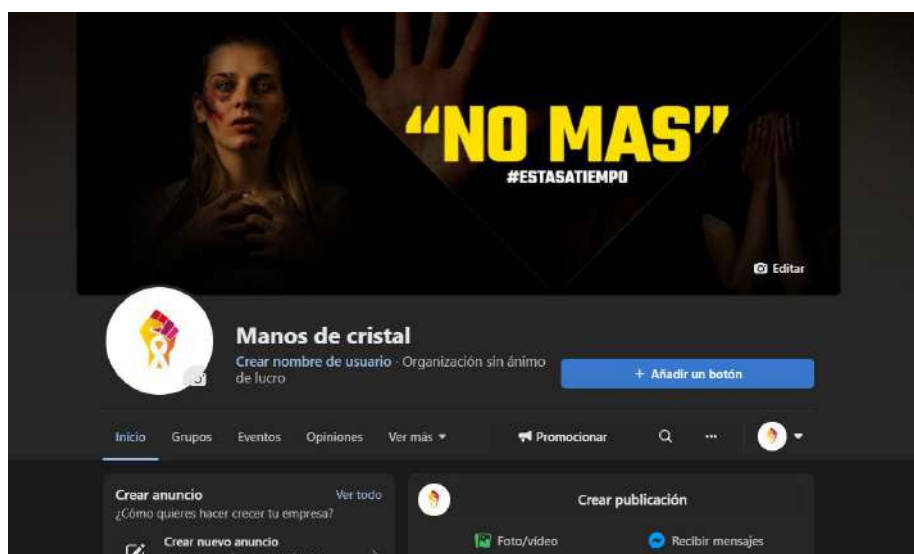 “NO MAS”
#ESTASATIEMPO
Editar
Manos de cristal
Crear nombre de usuario · Organización sin ánimo
de lucro
+ Añadir un botón
Inicio Grupos Eventos Opiniones Ver más Promocionar
Crear anuncio Ver todo
¿Cómo quieres hacer crecer tu empresa?
Crear nuevo anuncio
Crear publicación
Foto/vídeo Recibir mensajes